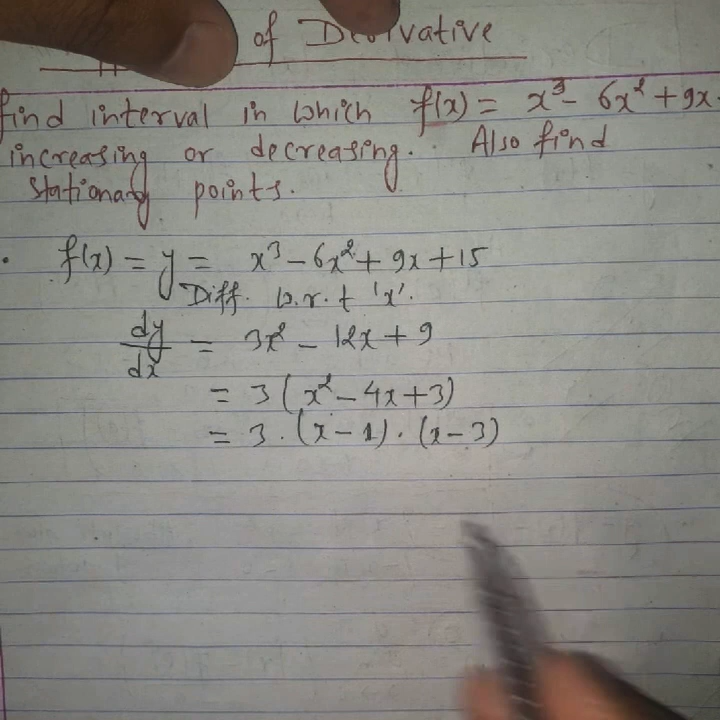 of Derivative
find interval in which f(x) = x³ - 6x² + 9x
increasing or decreasing. Also find
stationary points.
f(x) = y = x³ - 6x² + 9x + 15
Diff. w.r.t 'x'.
dy/dx = 3x² - 12x + 9
= 3(x² - 4x + 3)
= 3 . (x - 1) . (x - 3)